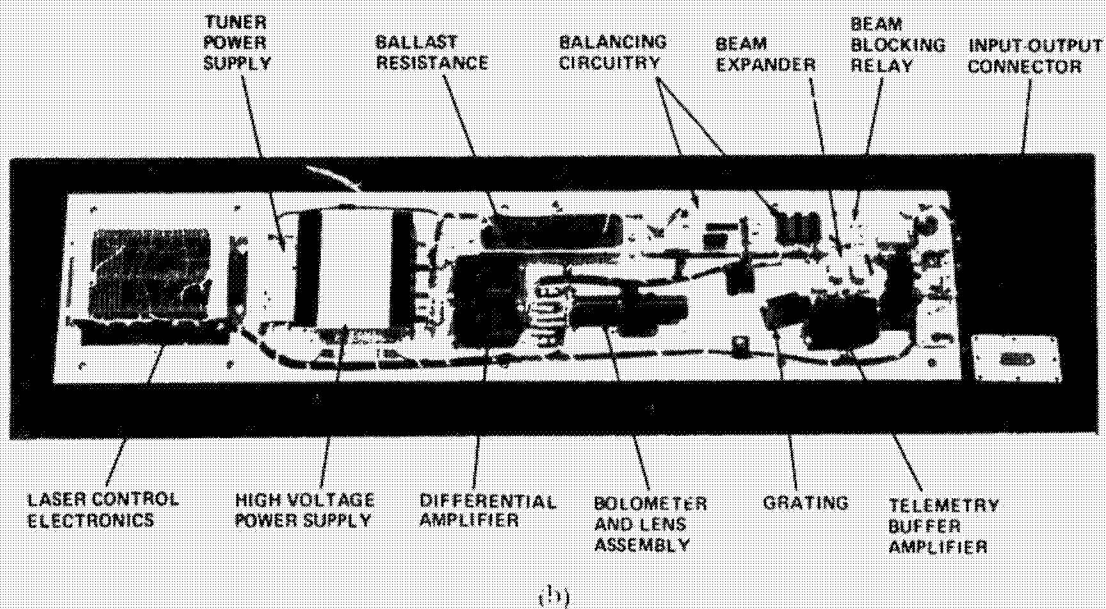 TUNER
POWER
SUPPLY
BALLAST
RESISTANCE
BALANCING
CIRCUITRY
BEAM
EXPANDER
BEAM
BLOCKING
RELAY
INPUT-OUTPUT
CONNECTOR
LASER CONTROL
ELECTRONICS
HIGH VOLTAGE
POWER SUPPLY
DIFFERENTIAL
AMPLIFIER
BOLOMETER
AND LENS
ASSEMBLY
GRATING
TELEMETRY
BUFFER
AMPLIFIER
(b)